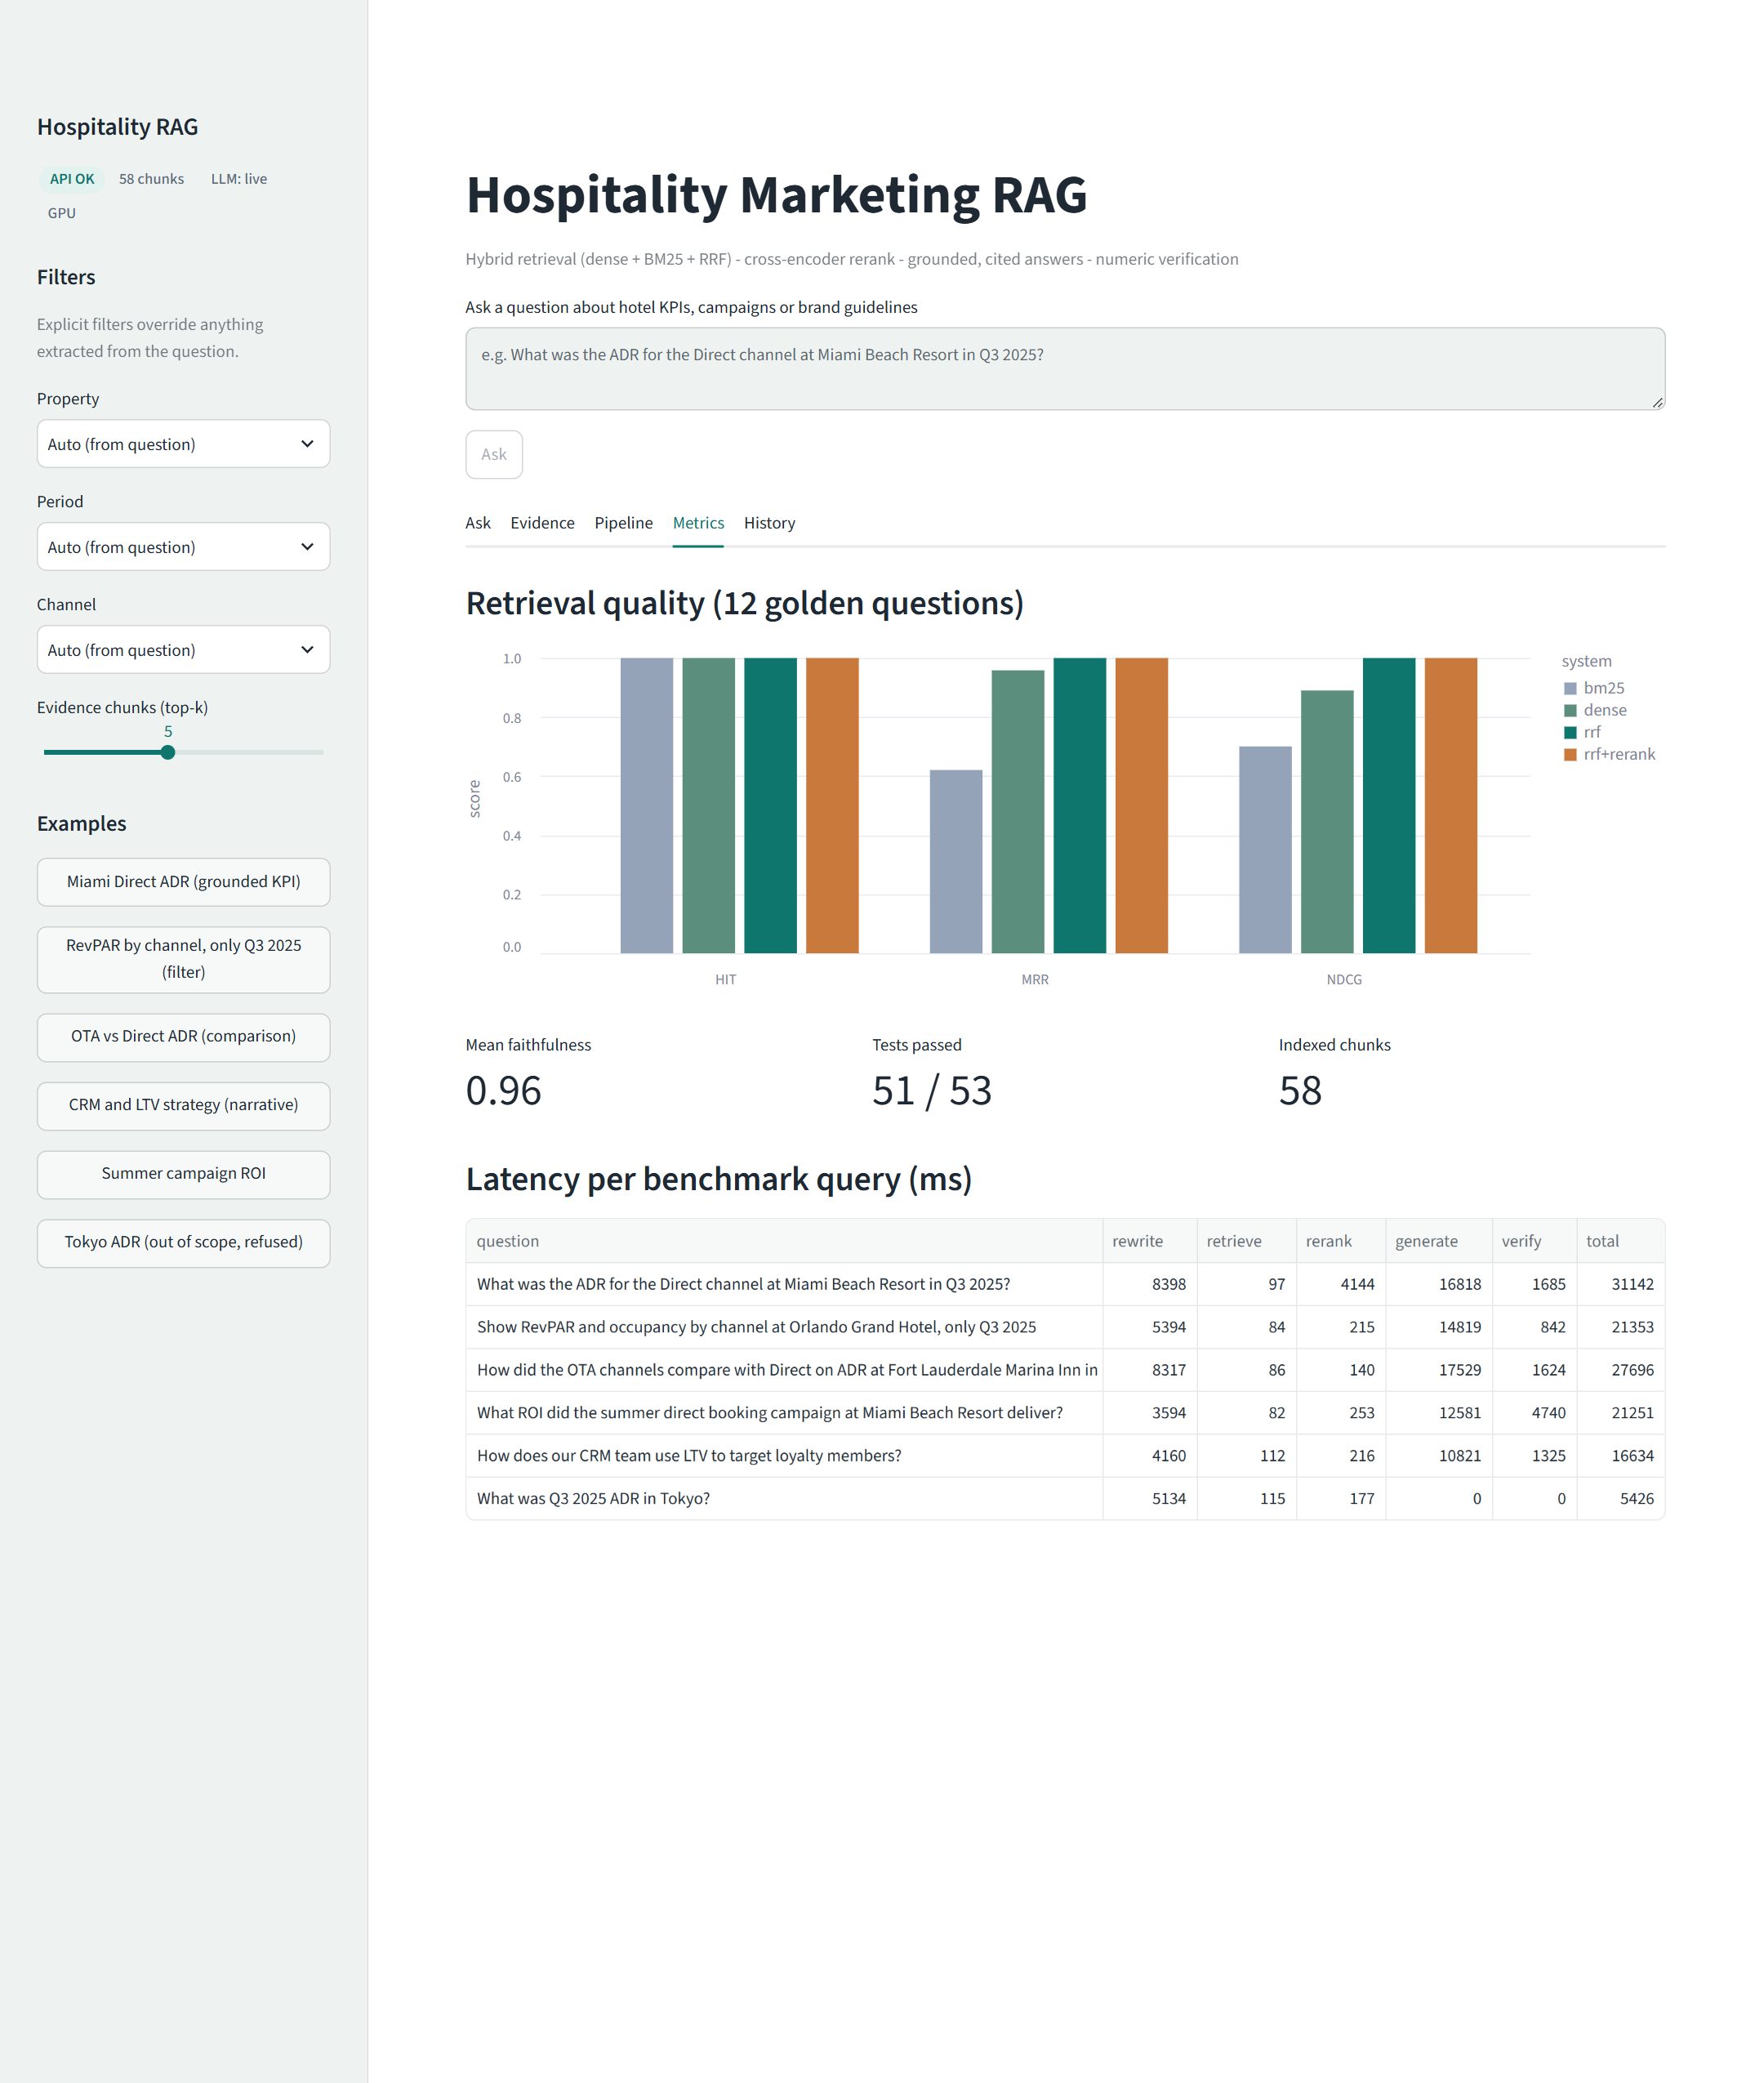 Hospitality RAG
API OK 58 chunks LLM: live
GPU
Filters
Explicit filters override anything
extracted from the question.
Property
Auto (from question)
Period
Auto (from question)
Channel
Auto (from question)
Evidence chunks (top-k)
5
Examples
Miami Direct ADR (grounded KPI)
RevPAR by channel, only Q3 2025
(filter)
OTA vs Direct ADR (comparison)
CRM and LTV strategy (narrative)
Summer campaign ROI
Tokyo ADR (out of scope, refused)
Hospitality Marketing RAG
Hybrid retrieval (dense + BM25 + RRF) - cross-encoder rerank - grounded, cited answers - numeric verification
Ask a question about hotel KPIs, campaigns or brand guidelines
e.g. What was the ADR for the Direct channel at Miami Beach Resort in Q3 2025?
Ask
Ask Evidence Pipeline Metrics History
Retrieval quality (12 golden questions)
score
1.0
0.8
0.6
0.4
0.2
0.0
HIT MRR NDCG
system
bm25
dense
rrf
rrf+rerank
Mean faithfulness Tests passed Indexed chunks
0.96 51 / 53 58
Latency per benchmark query (ms)
question rewrite retrieve rerank generate verify total
What was the ADR for the Direct channel at Miami Beach Resort in Q3 2025? 8398 97 4144 16818 1685 31142
Show RevPAR and occupancy by channel at Orlando Grand Hotel, only Q3 2025 5394 84 215 14819 842 21353
How did the OTA channels compare with Direct on ADR at Fort Lauderdale Marina Inn in 8317 86 140 17529 1624 27696
What ROI did the summer direct booking campaign at Miami Beach Resort deliver? 3594 82 253 12581 4740 21251
How does our CRM team use LTV to target loyalty members? 4160 112 216 10821 1325 16634
What was Q3 2025 ADR in Tokyo? 5134 115 177 0 0 5426